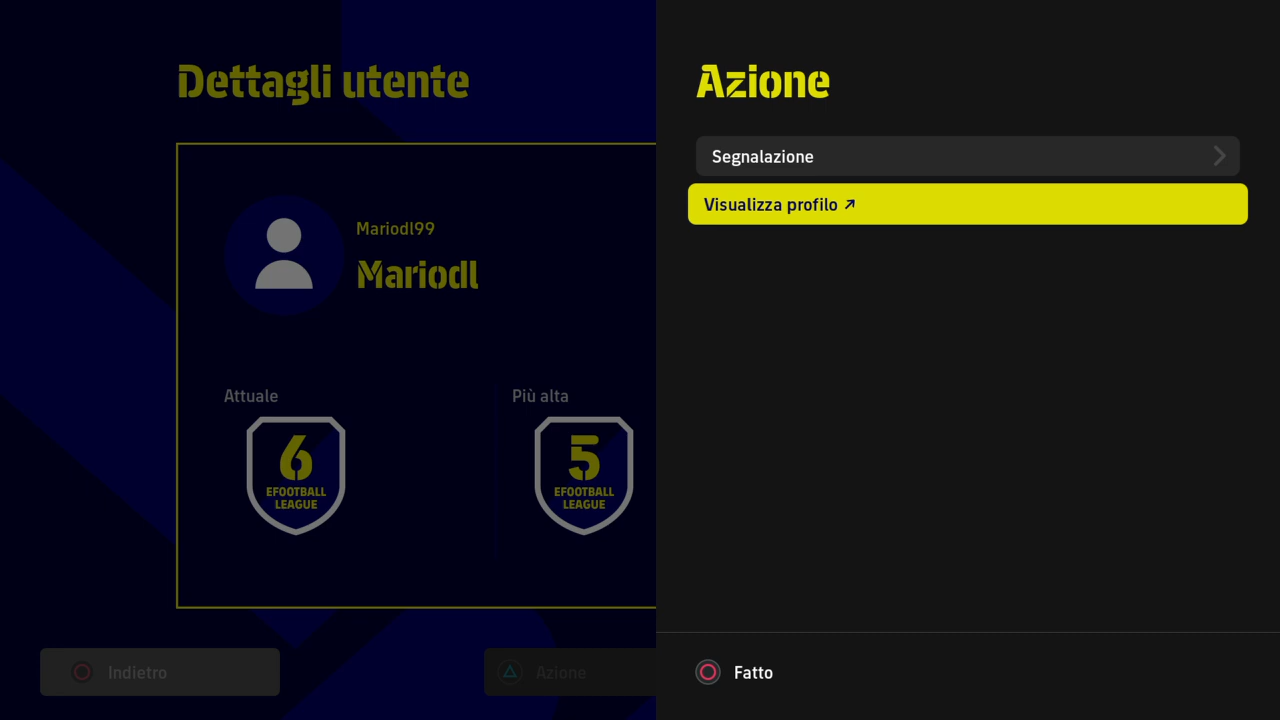 Dettagli utente
Mariodl99
Mariodl
Attuale
6
EFOOTBALL
LEAGUE
Più alta
5
EFOOTBALL
LEAGUE
Indietro
Azione
Azione
Segnalazione
Visualizza profilo
Fatto